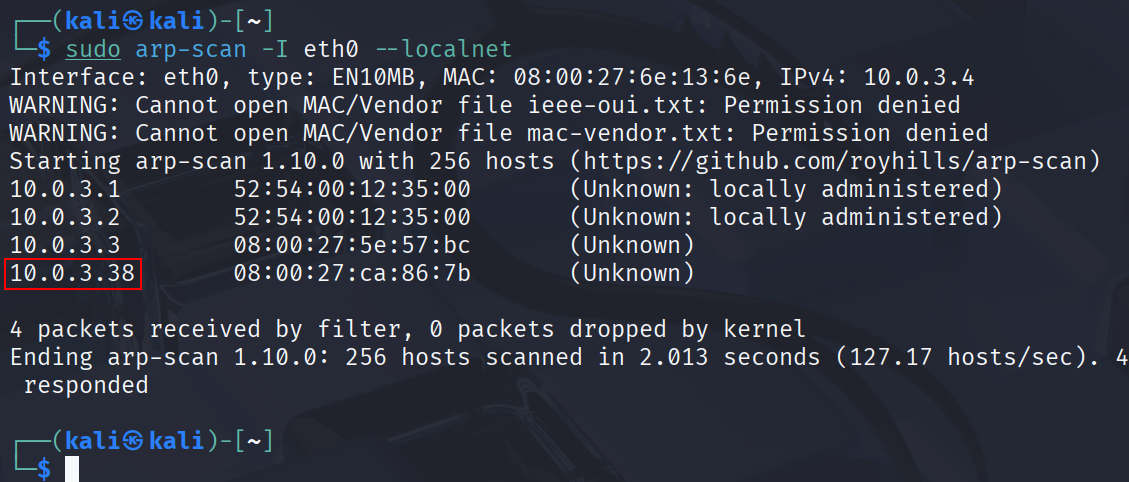 ┌──(kali㉿kali)-[~]
└─$ sudo arp-scan -I eth0 --localnet
Interface: eth0, type: EN10MB, MAC: 08:00:27:6e:13:6e, IPv4: 10.0.3.4
WARNING: Cannot open MAC/Vendor file ieee-oui.txt: Permission denied
WARNING: Cannot open MAC/Vendor file mac-vendor.txt: Permission denied
Starting arp-scan 1.10.0 with 256 hosts (https://github.com/royhills/arp-scan)
10.0.3.1        52:54:00:12:35:00       (Unknown: locally administered)
10.0.3.2        52:54:00:12:35:00       (Unknown: locally administered)
10.0.3.3        08:00:27:5e:57:bc       (Unknown)
10.0.3.38       08:00:27:ca:86:7b       (Unknown)
4 packets received by filter, 0 packets dropped by kernel
Ending arp-scan 1.10.0: 256 hosts scanned in 2.013 seconds (127.17 hosts/sec). 4
 responded
┌──(kali㉿kali)-[~]
└─$